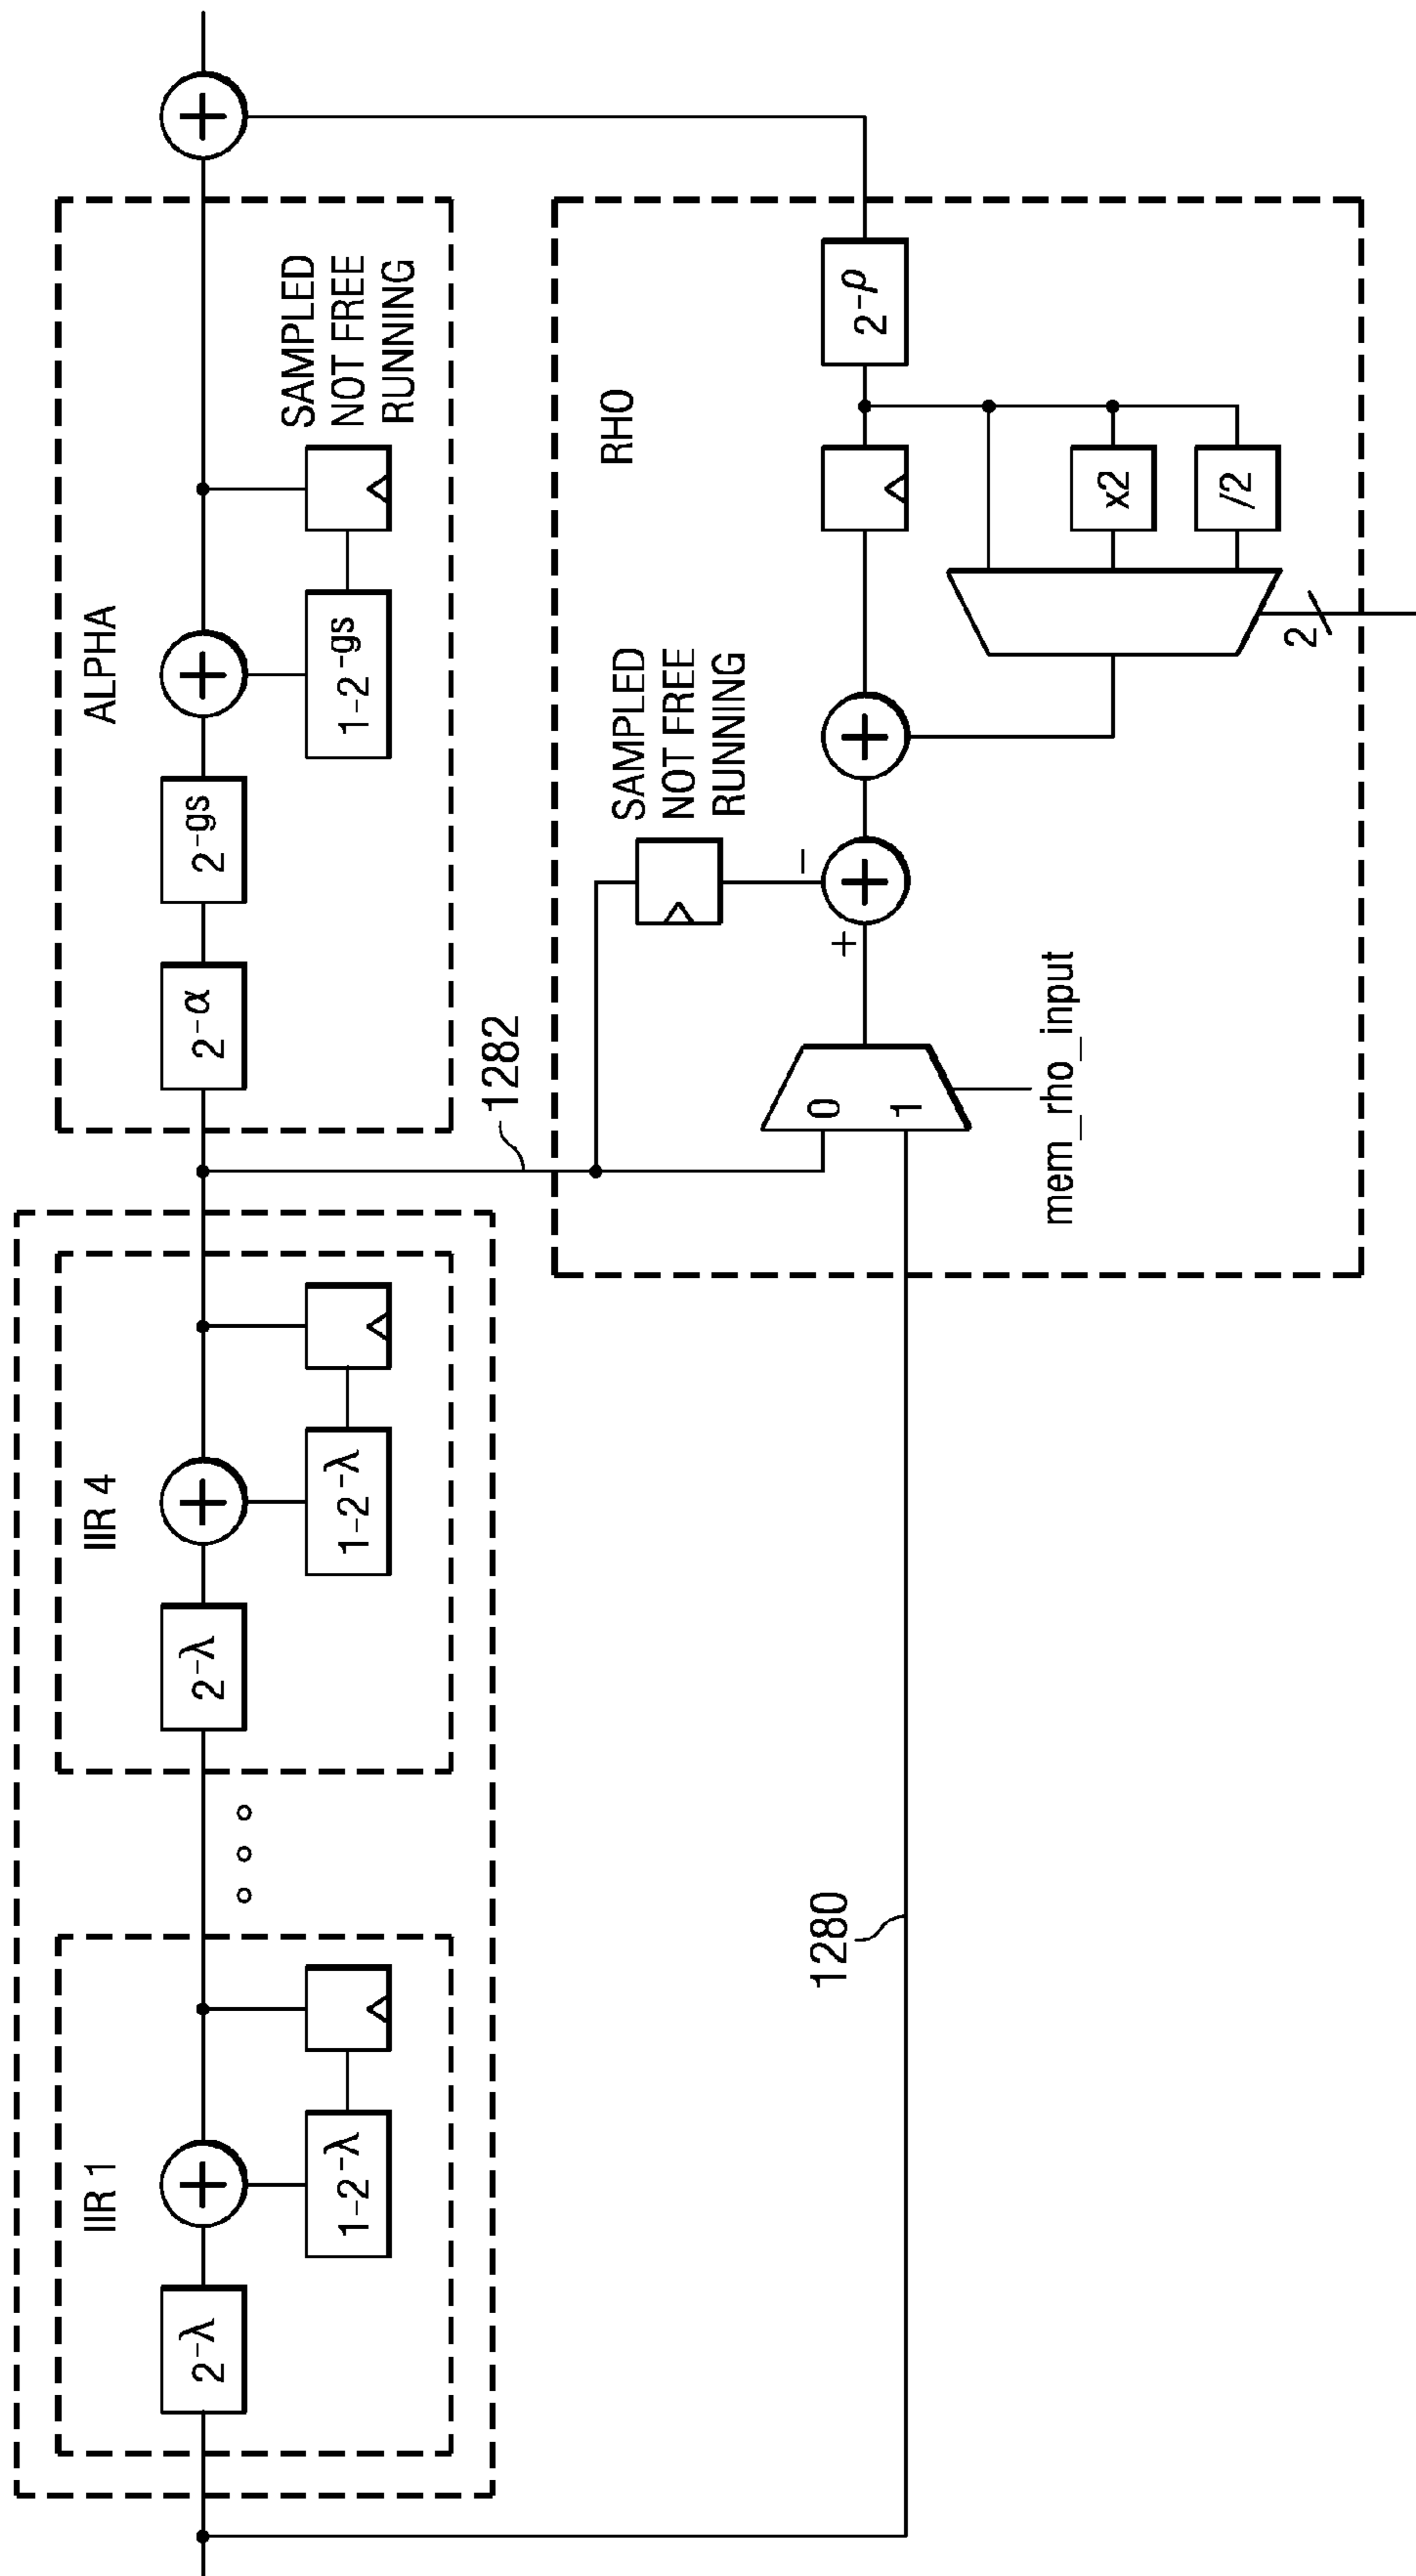 IIR 1
2-λ
1-2-λ
IIR 4
2-λ
1-2-λ
ALPHA
2-α
2-gs
1-2-gs
SAMPLED
NOT FREE
RUNNING
+
+
+
+
1280
1282
RHO
0
1
mem_rho_input
+
−
+
SAMPLED
NOT FREE
RUNNING
+
2-ρ
x2
/2
2